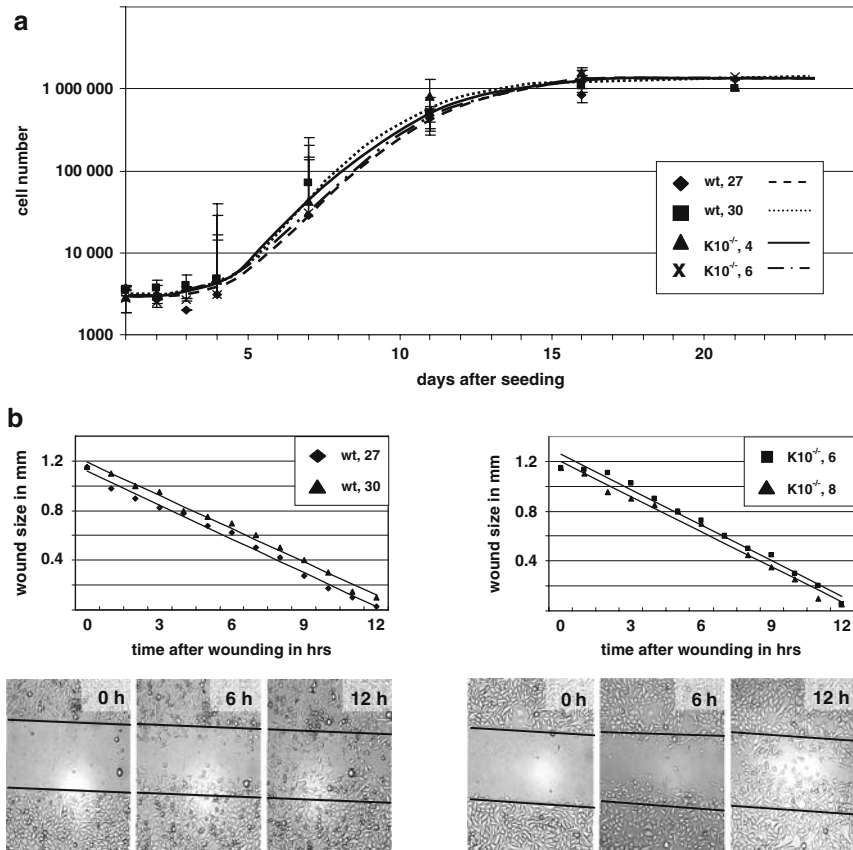 a
cell number
1 000 000
100 000
10 000
1000
5
10
15
20
days after seeding
wt, 27
wt, 30
K10-/-, 4
K10-/-, 6
b
wound size in mm
1.2
0.8
0.4
0 3 6 9 12
time after wounding in hrs
wt, 27
wt, 30
wound size in mm
1.2
0.8
0.4
0 3 6 9 12
time after wounding in hrs
K10-/-, 6
K10-/-, 8
0 h
6 h
12 h
0 h
6 h
12 h